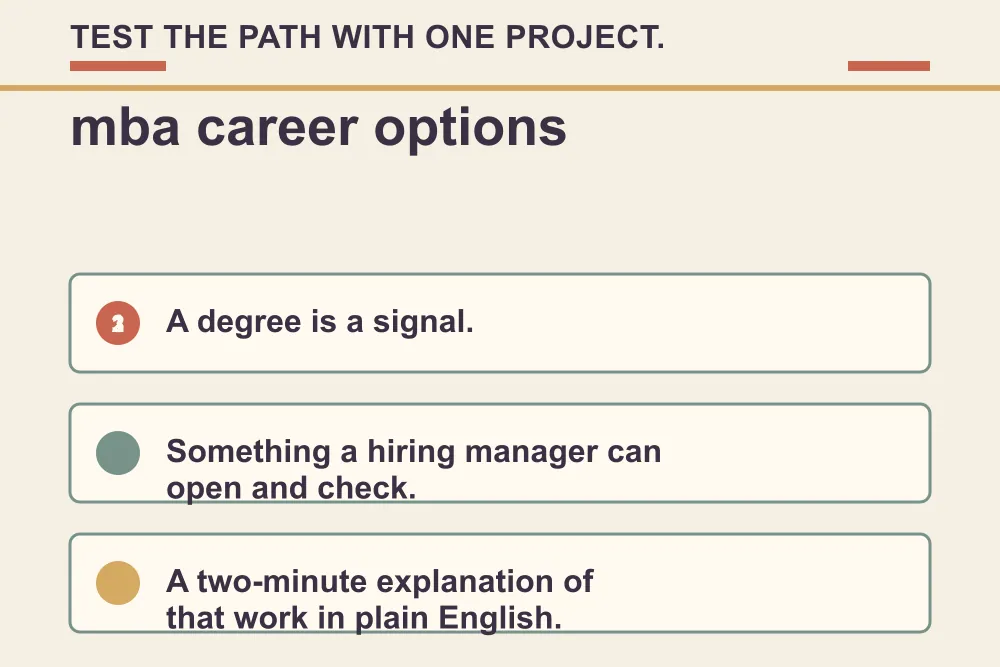 TEST THE PATH WITH ONE PROJECT.
mba career options
A degree is a signal.
Something a hiring manager can
open and check.
A two-minute explanation of
that work in plain English.